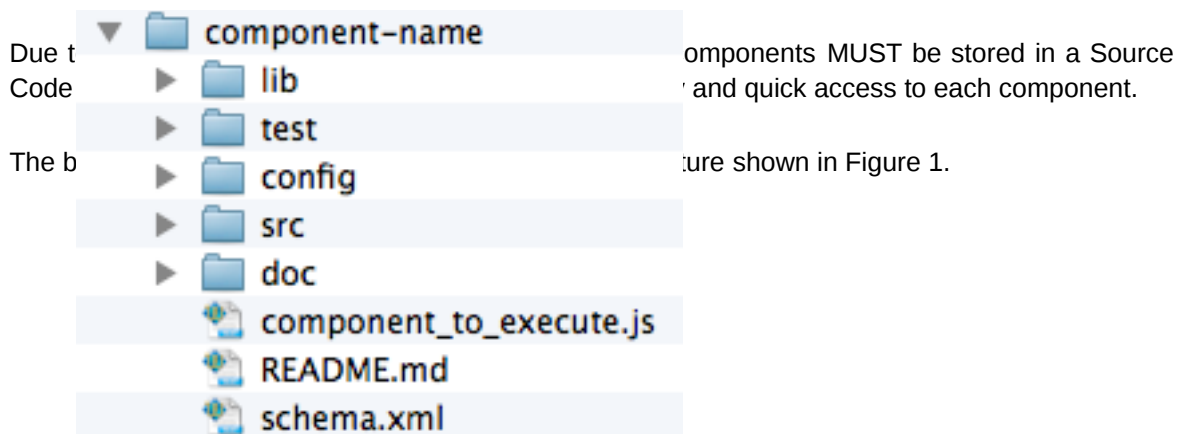 component-name
Due t omponents MUST be stored in a Source
lib
Code and quick access to each component.
test
The b ture shown in Figure 1.
config
src
doc
component_to_execute.js
README.md
schema.xml